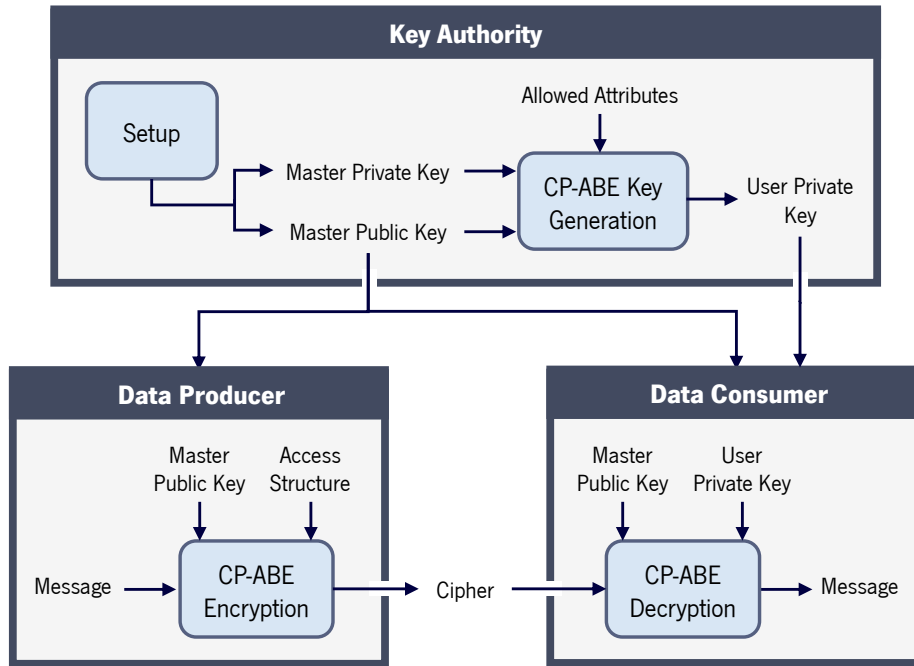 Key Authority
Allowed Attributes
Setup
Master Private Key
CP-ABE Key
Generation
User Private
Key
Master Public Key
Data Producer
Master
Public Key
Access
Structure
Message
CP-ABE
Encryption
Cipher
Data Consumer
Master
Public Key
User
Private Key
CP-ABE
Decryption
Message